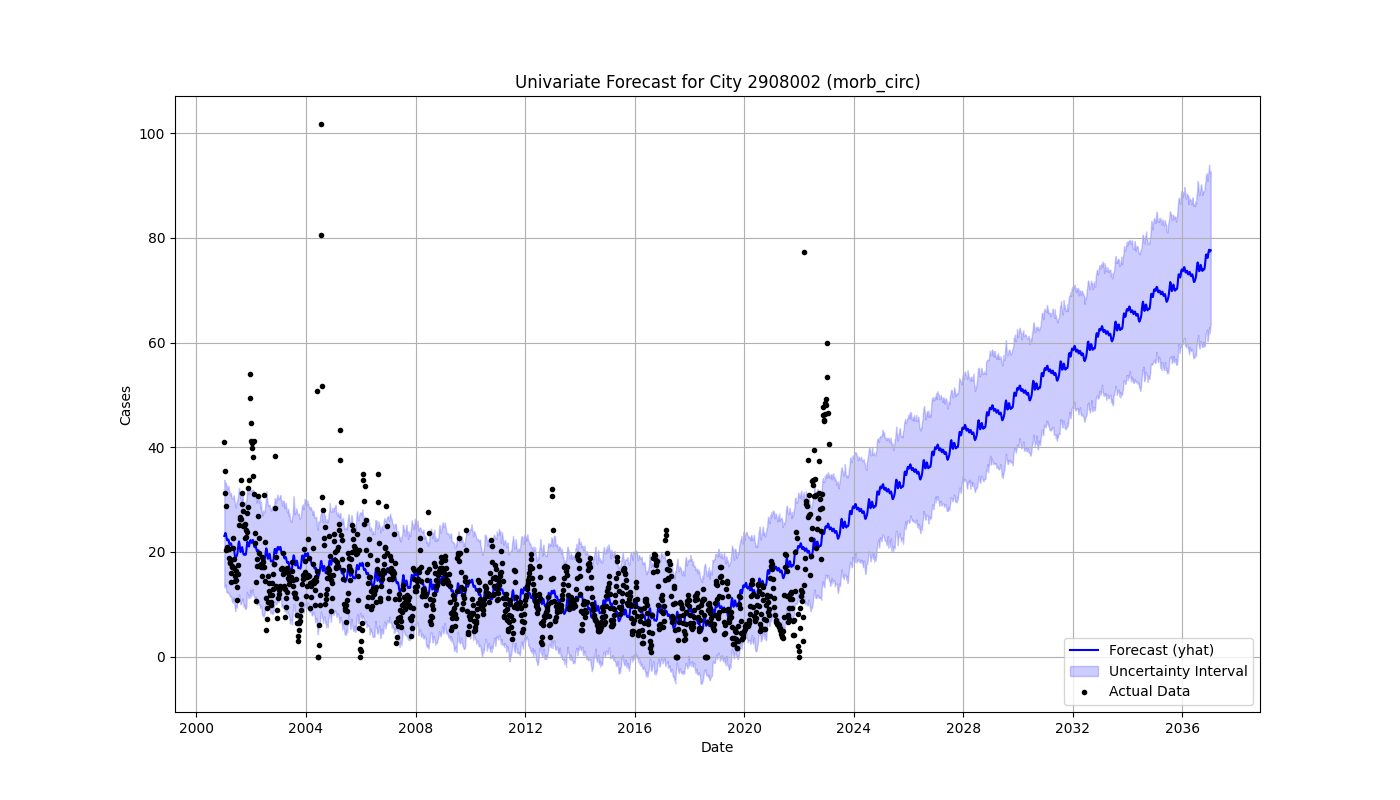 Univariate Forecast for City 2908002 (morb_circ)
100
80
60
40
20
0
Cases
2000 2004 2008 2012 2016 2020 2024 2028 2032 2036
Date
Forecast (yhat)
Uncertainty Interval
Actual Data